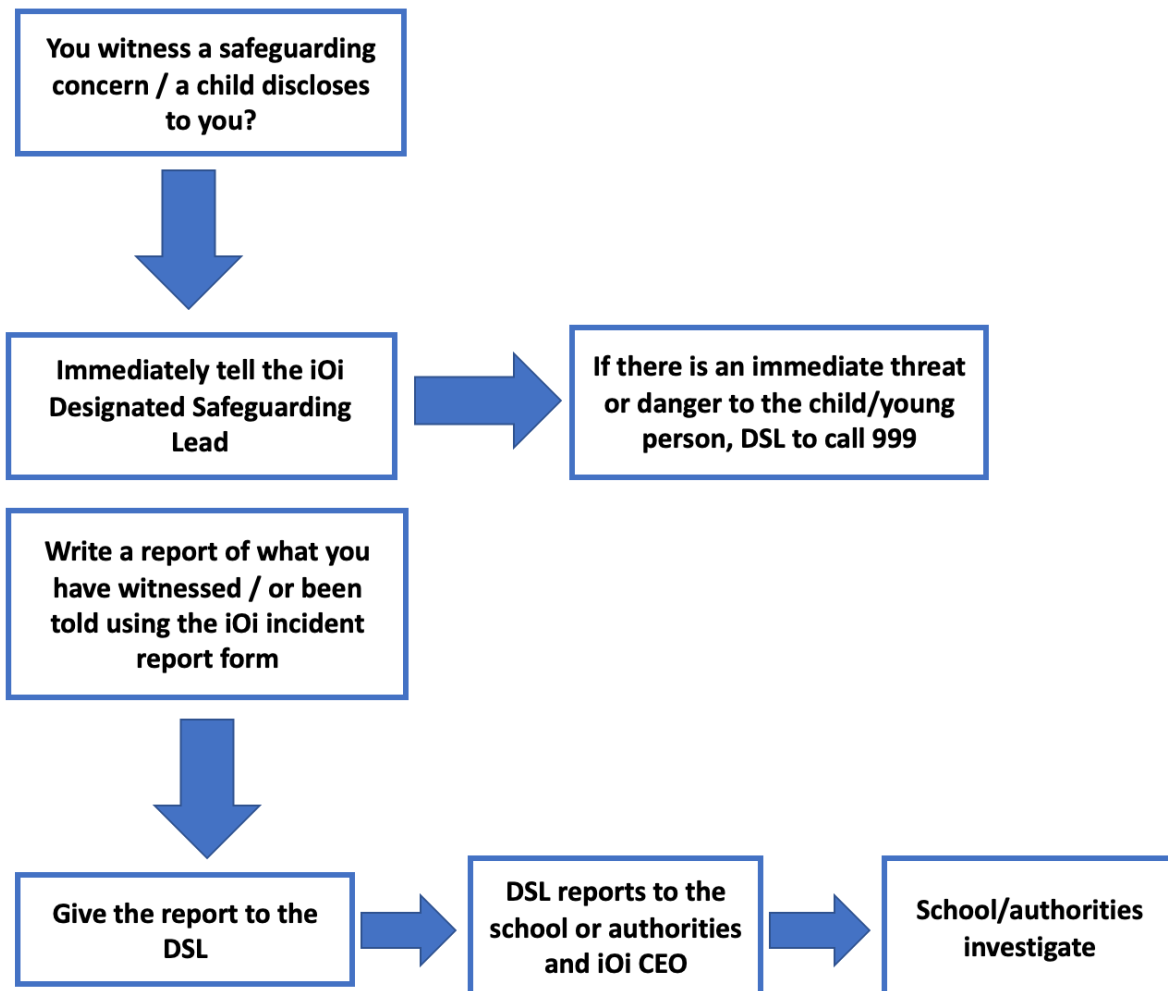 You witness a safeguarding
concern / a child discloses
to you?
Immediately tell the iOi
Designated Safeguarding
Lead
If there is an immediate threat
or danger to the child/young
person, DSL to call 999
Write a report of what you
have witnessed / or been
told using the iOi incident
report form
Give the report to the
DSL
DSL reports to the
school or authorities
and iOi CEO
School/authorities
investigate